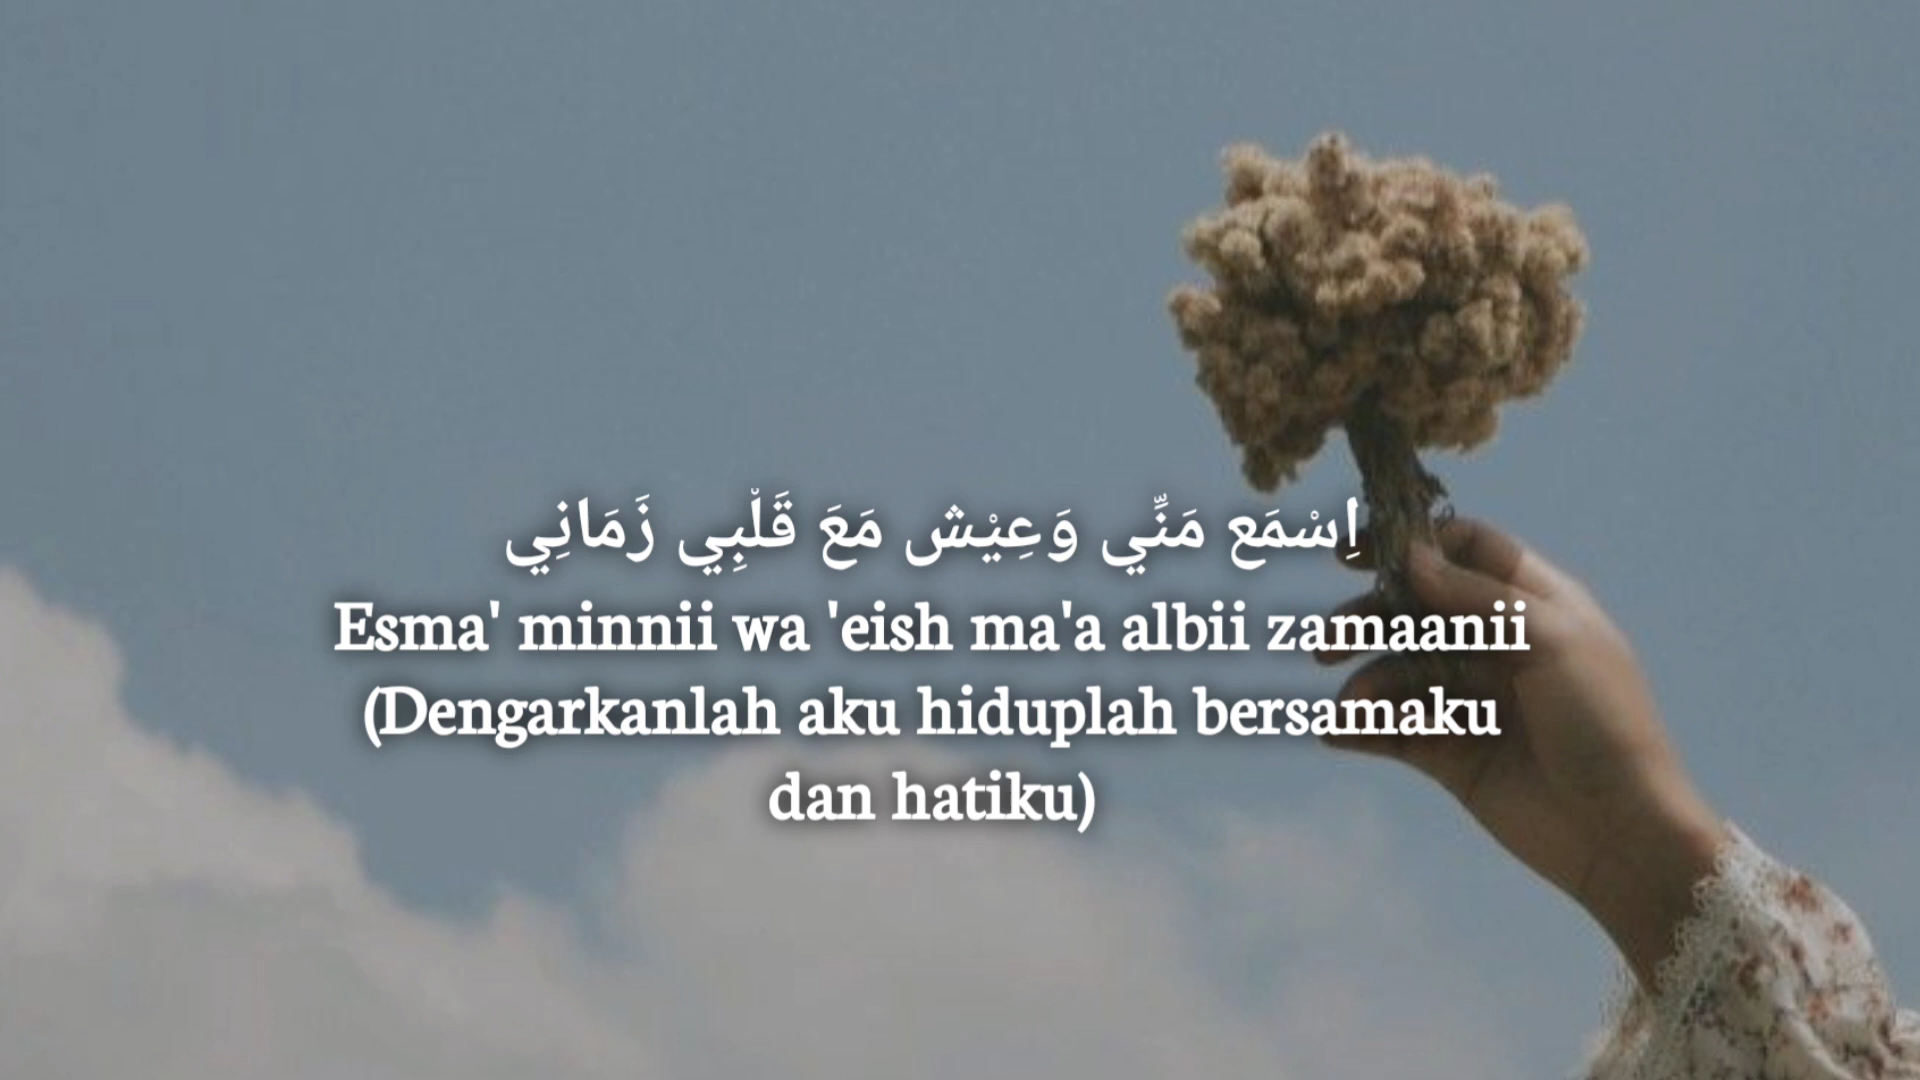 اِسْمَع مَنِّي وَعِيْش مَعَ قَلْبِي زَمَانِي
Esma' minnii wa 'eish ma'a albii zamaanii
(Dengarkanlah aku hiduplah bersamaku
dan hatiku)